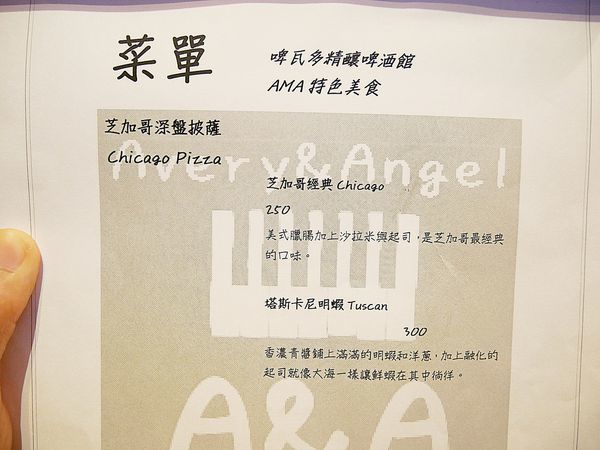 菜單
啤瓦多精釀啤酒館
AMA 特色美食
芝加哥深盤披薩
Chicago Pizza
Avery&Angel
芝加哥經典 Chicago
250
美式臘腸加上沙拉米與起司，是芝加哥最經典
的口味。
塔斯卡尼明蝦 Tuscan
300
香濃青醬鋪上滿滿的明蝦和洋蔥，加上融化的
起司就像大海一樣讓鮮蝦在其中徜徉。
A&A